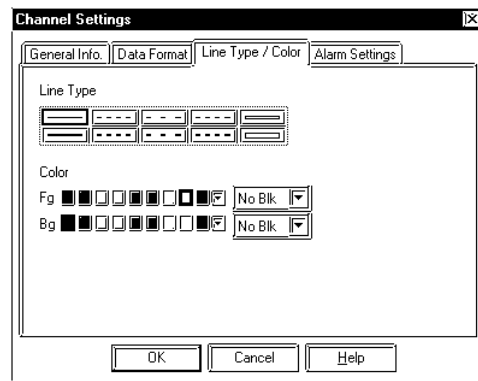 Channel Settings
General Info. Data Format Line Type / Color Alarm Settings
Line Type
Color
Fg No Blk
Bg No Blk
OK Cancel Help